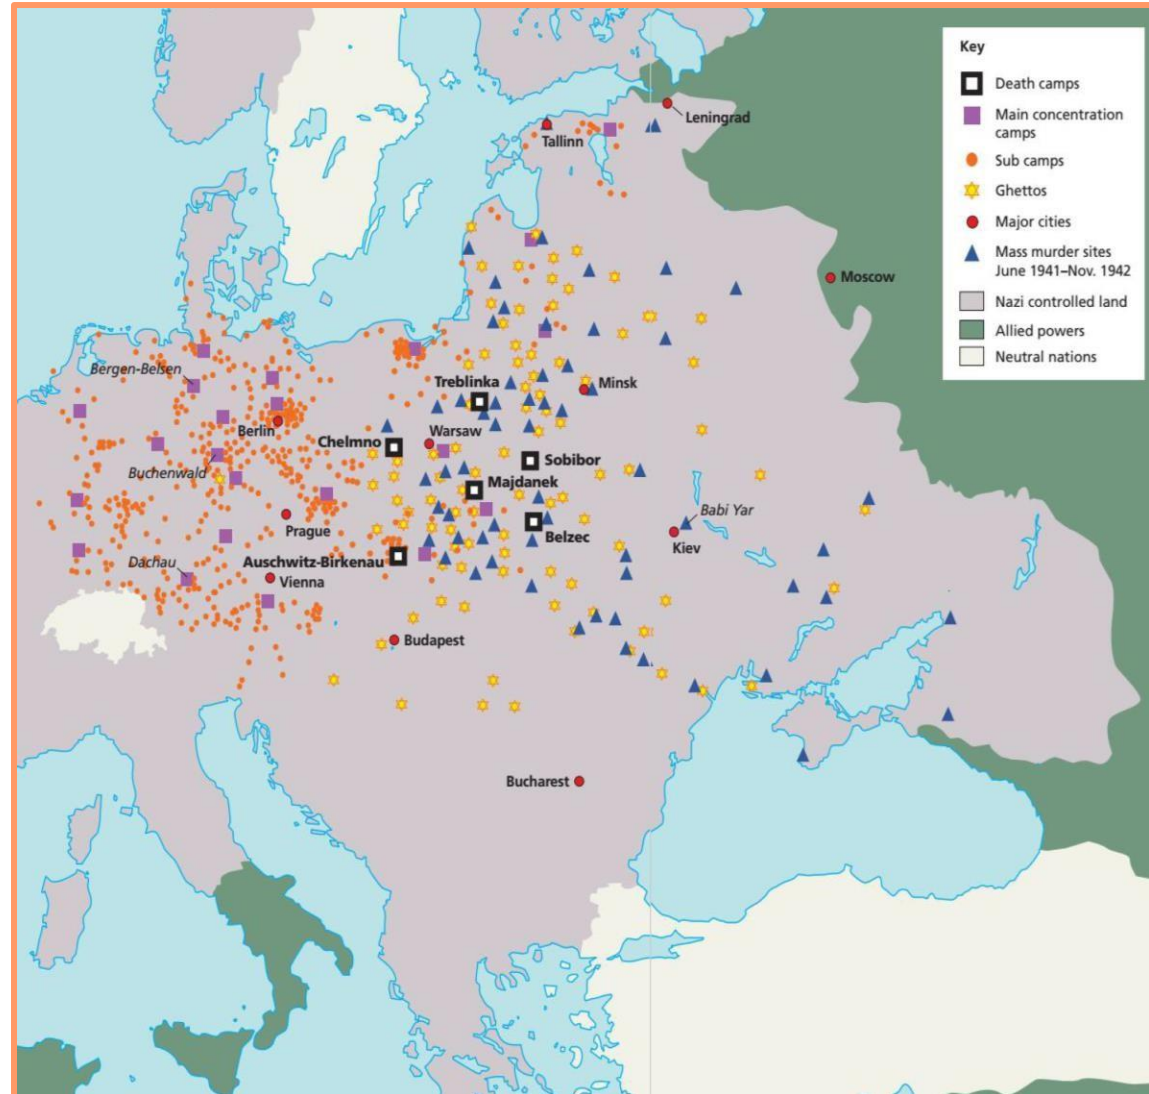 Key
Death camps
Main concentration
camps
Sub camps
Ghettos
Major cities
Mass murder sites
June 1941–Nov. 1942
Nazi controlled land
Allied powers
Neutral nations
Leningrad
Tallinn
Moscow
Bergen-Belsen
Treblinka
Minsk
Berlin
Warsaw
Chelmno
Sobibor
Buchenwald
Majdanek
Babi Yar
Prague
Belzec
Kiev
Dachau
Auschwitz-Birkenau
Vienna
Budapest
Bucharest